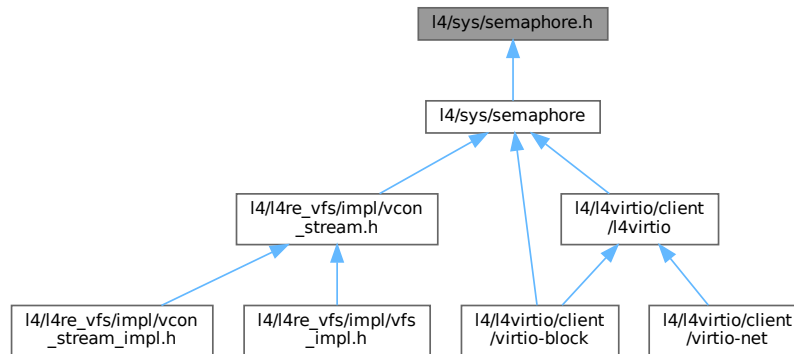 l4/sys/semaphore.h
l4/sys/semaphore
l4/l4re_vfs/impl/vcon
_stream.h
l4/l4virtio/client
/l4virtio
l4/l4re_vfs/impl/vcon
_stream_impl.h
l4/l4re_vfs/impl/vfs
_impl.h
l4/l4virtio/client
/virtio-block
l4/l4virtio/client
/virtio-net